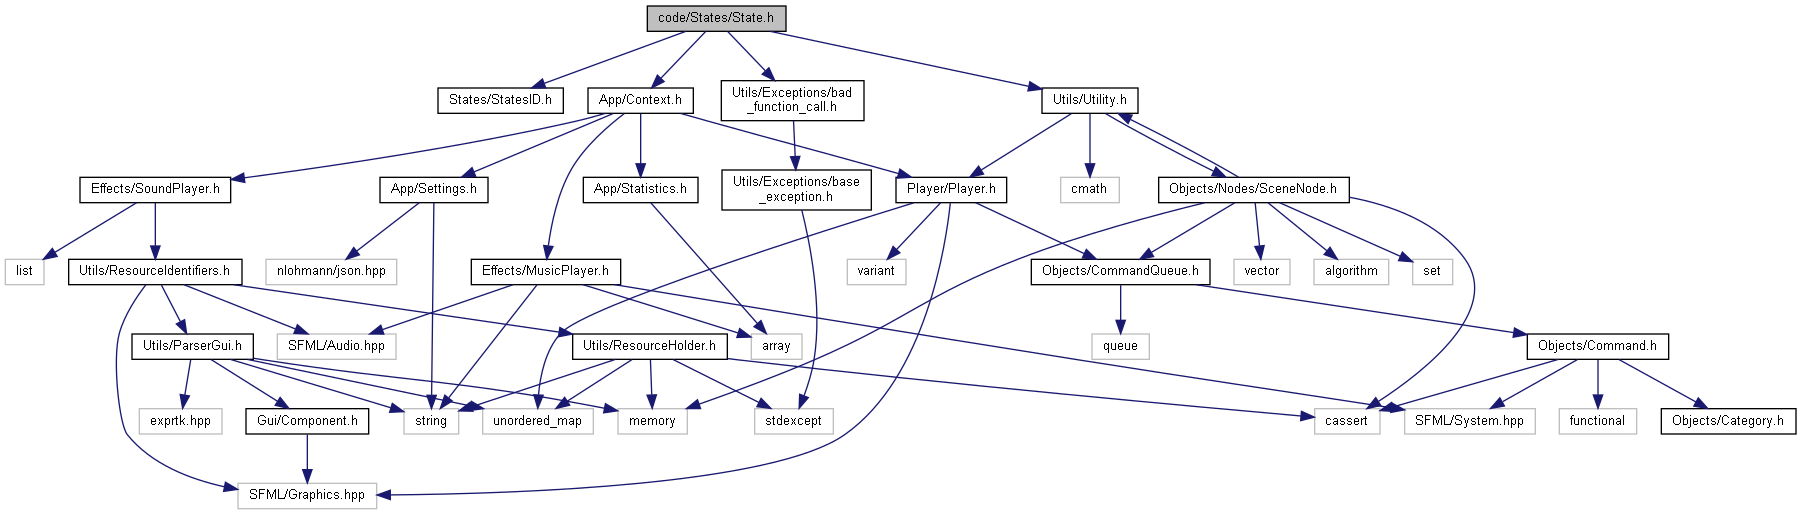 code/States/State.h
States/StatesID.h
App/Context.h
Utils/Exceptions/bad
_function_call.h
Utils/Utility.h
Effects/SoundPlayer.h
App/Settings.h
App/Statistics.h
Utils/Exceptions/base
_exception.h
Player/Player.h
cmath
Objects/Nodes/SceneNode.h
list
Utils/ResourceIdentifiers.h
nlohmann/json.hpp
Effects/MusicPlayer.h
variant
Objects/CommandQueue.h
vector
algorithm
set
Utils/ParserGui.h
SFML/Audio.hpp
Utils/ResourceHolder.h
array
queue
Objects/Command.h
exprtk.hpp
Gui/Component.h
string
unordered_map
memory
stdexcept
cassert
SFML/System.hpp
functional
Objects/Category.h
SFML/Graphics.hpp